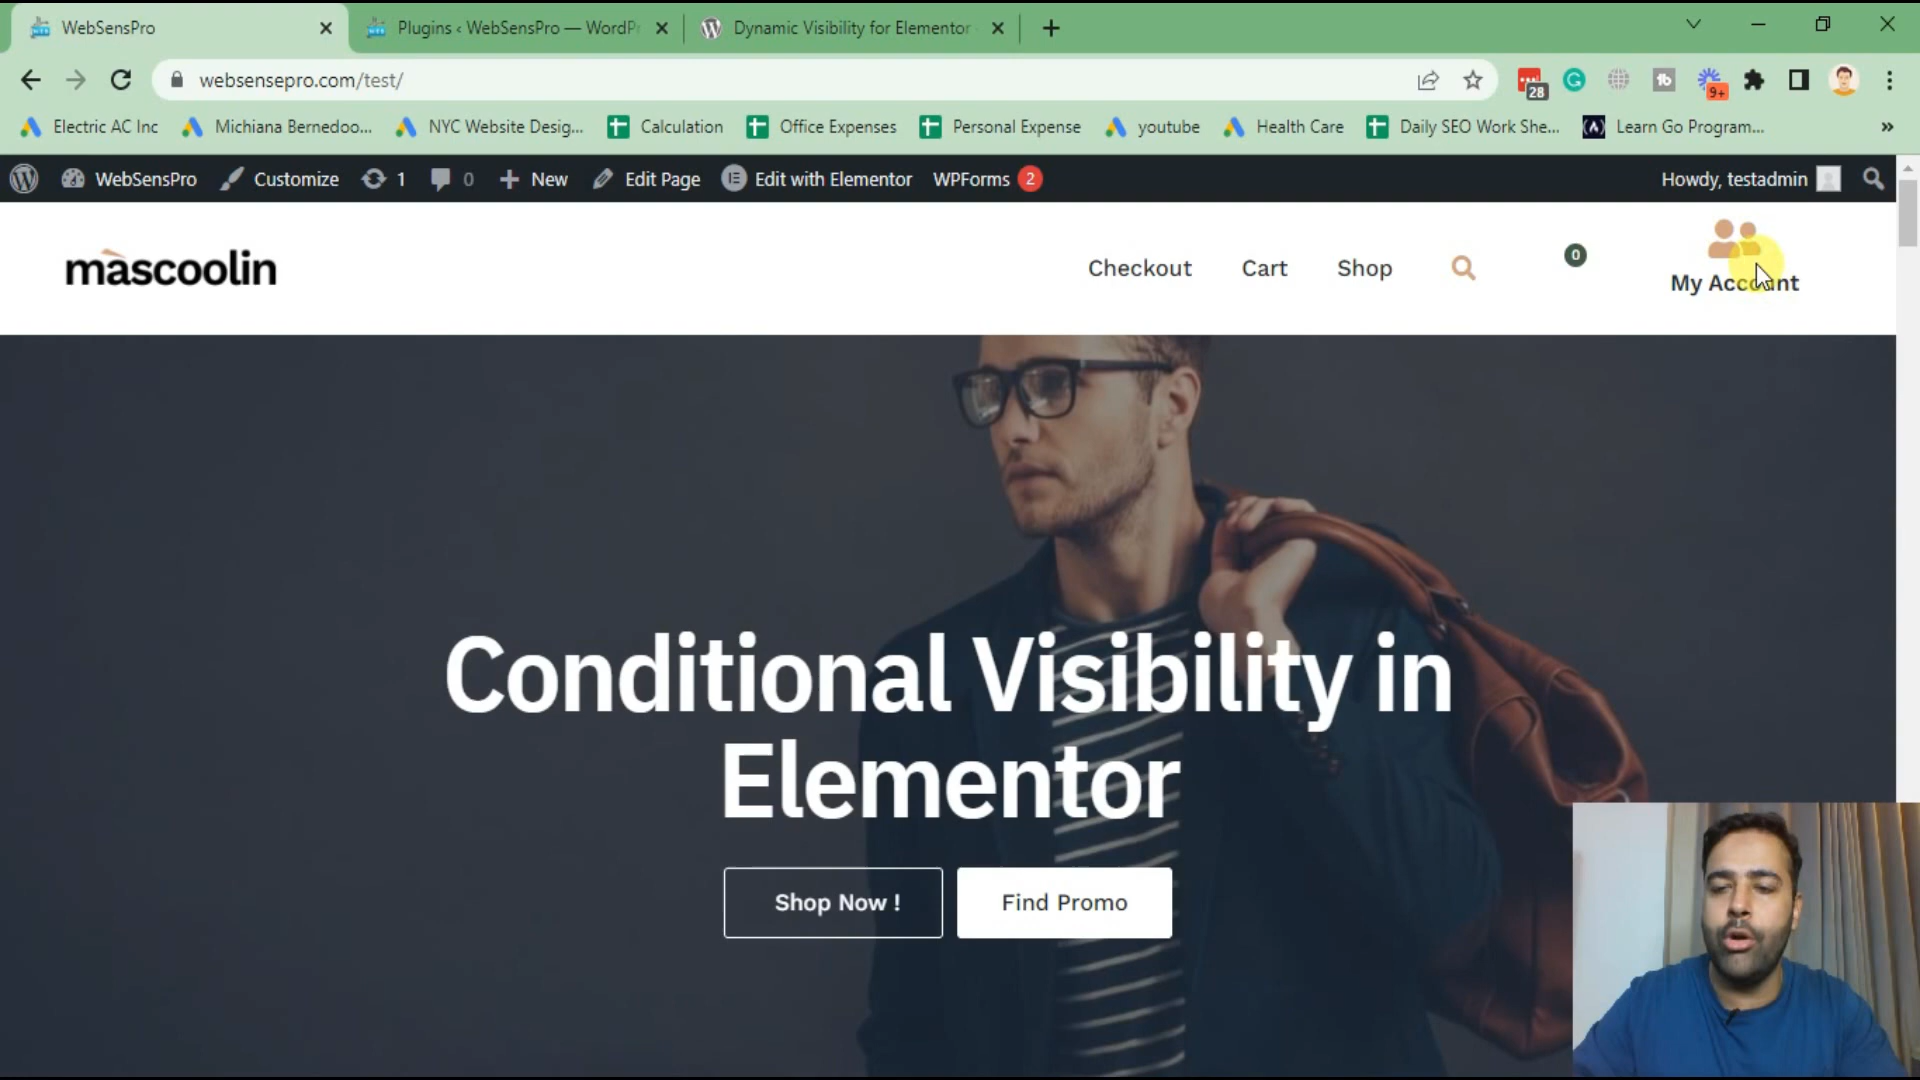 WebSensPro
Plugins ‹ WebSensPro — WordPr
Dynamic Visibility for Elementor
websensepro.com/test/
28
9+
Electric AC Inc
Michiana Bernedoo...
NYC Website Desig...
Calculation
Office Expenses
Personal Expense
youtube
Health Care
Daily SEO Work She...
Learn Go Program...
»
WebSensPro
Customize
1
0
New
Edit Page
Edit with Elementor
WPForms 2
Howdy, testadmin
màscoolin
Checkout
Cart
Shop
0
My Account
Conditional Visibility in
Elementor
Shop Now !
Find Promo